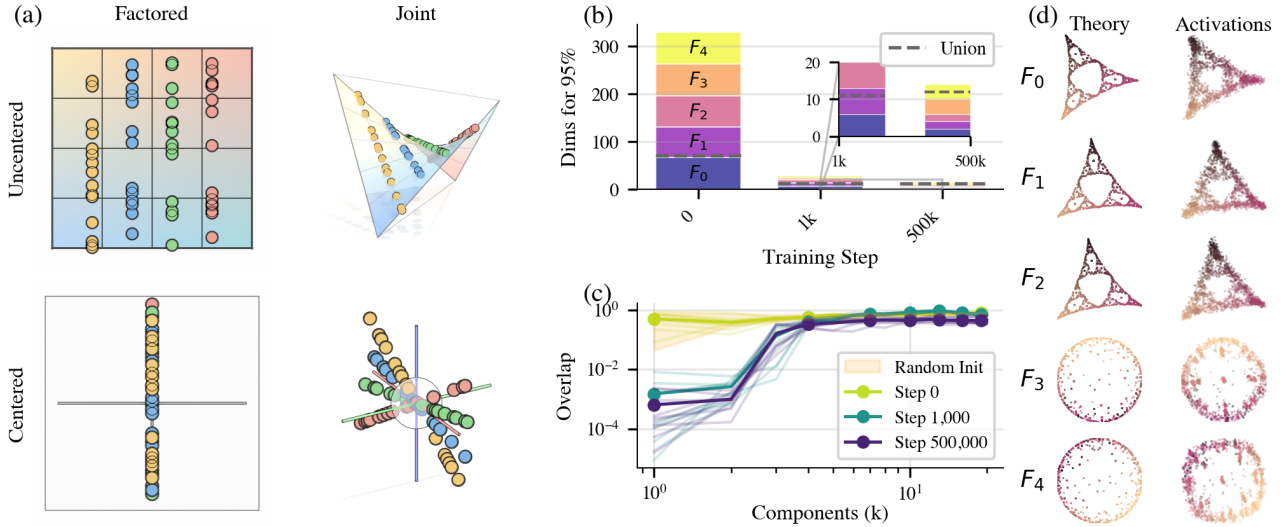 (a)
Factored
Joint
Uncentered
Centered
(b)
Dims for 95%
300
200
100
0
F4
F3
F2
F1
F0
Union
20
10
0
1k
500k
0
1k
500k
Training Step
(c)
Overlap
10^0
10^−2
10^−4
Random Init
Step 0
Step 1,000
Step 500,000
10^0
10^1
Components (k)
(d)
Theory
Activations
F0
F1
F2
F3
F4